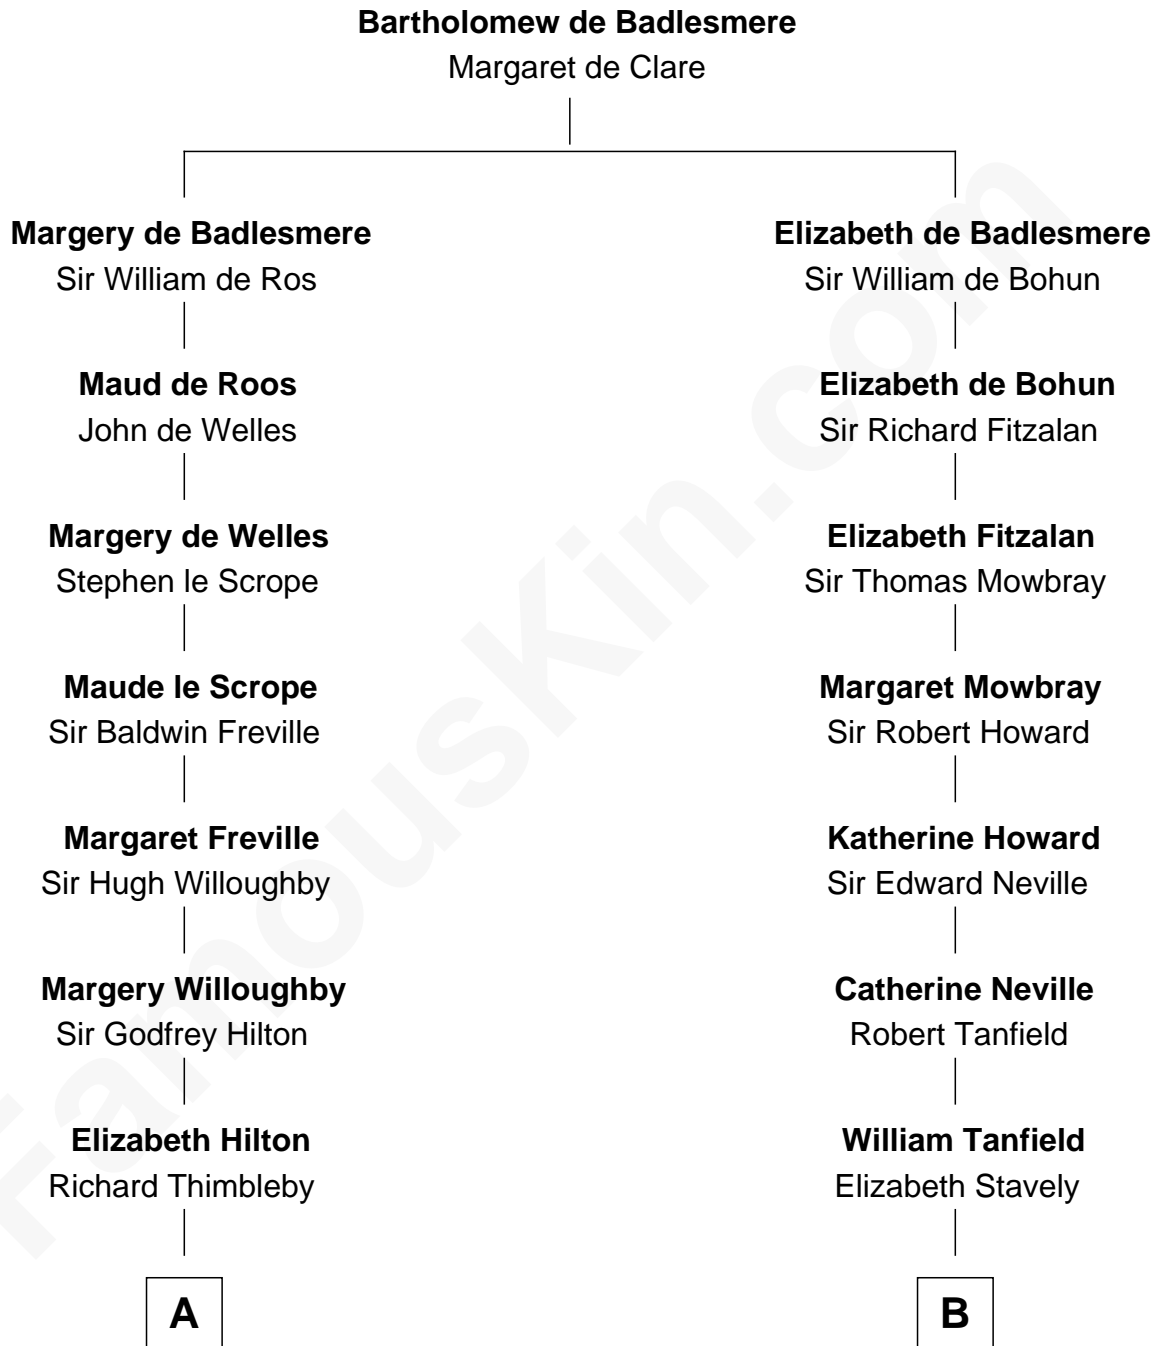 Bartholomew de Badlesmere
Margaret de Clare
Margery de Badlesmere
Sir William de Ros
Elizabeth de Badlesmere
Sir William de Bohun
Maud de Roos
John de Welles
Elizabeth de Bohun
Sir Richard Fitzalan
Margery de Welles
Stephen le Scrope
Elizabeth Fitzalan
Sir Thomas Mowbray
Maude le Scrope
Sir Baldwin Freville
Margaret Mowbray
Sir Robert Howard
Margaret Freville
Sir Hugh Willoughby
Katherine Howard
Sir Edward Neville
Margery Willoughby
Sir Godfrey Hilton
Catherine Neville
Robert Tanfield
Elizabeth Hilton
Richard Thimbleby
William Tanfield
Elizabeth Stavely
A
B
FamousKin.com